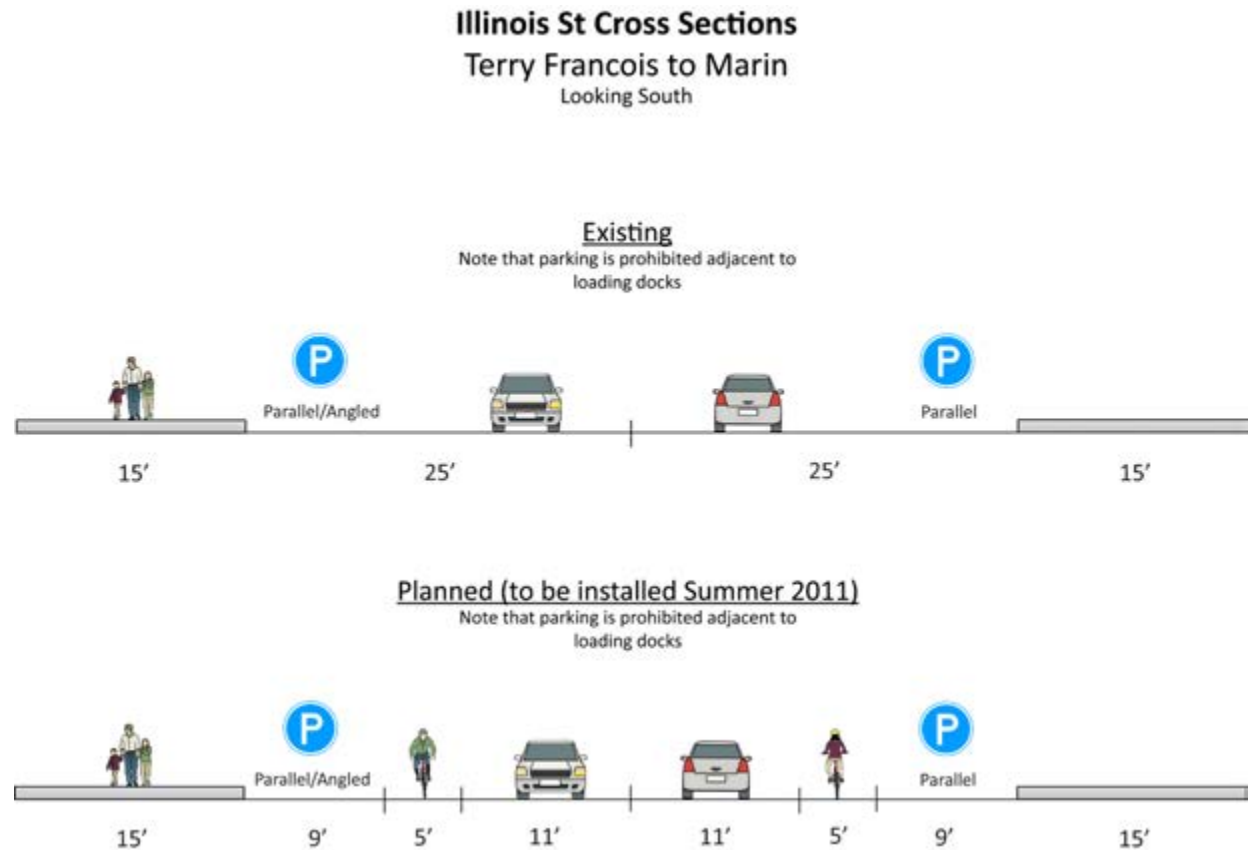 Illinois St Cross Sections
Terry Francois to Marin
Looking South
Existing
Note that parking is prohibited adjacent to
loading docks
P P
Parallel/Angled Parallel
15′ 25′ 25′ 15′
Planned (to be installed Summer 2011)
Note that parking is prohibited adjacent to
loading docks
P P
Parallel/Angled Parallel
15′ 9′ 5′ 11′ 11′ 5′ 9′ 15′